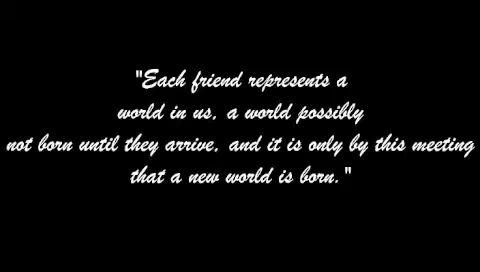 "Each friend represents a
world in us, a world possibly
not born until they arrive, and it is only by this meeting
that a new world is born."